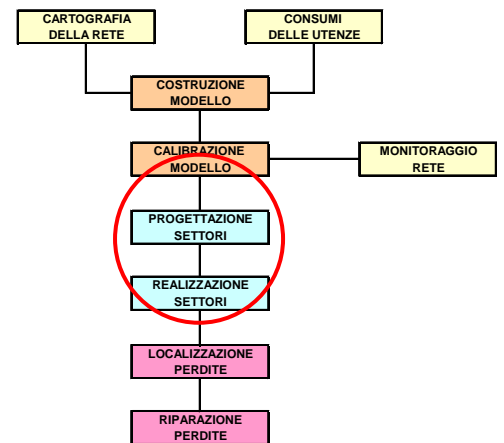 CARTOGRAFIA
DELLA RETE
CONSUMI
DELLE UTENZE
COSTRUZIONE
MODELLO
CALIBRAZIONE
MODELLO
MONITORAGGIO
RETE
PROGETTAZIONE
SETTORI
REALIZZAZIONE
SETTORI
LOCALIZZAZIONE
PERDITE
RIPARAZIONE
PERDITE